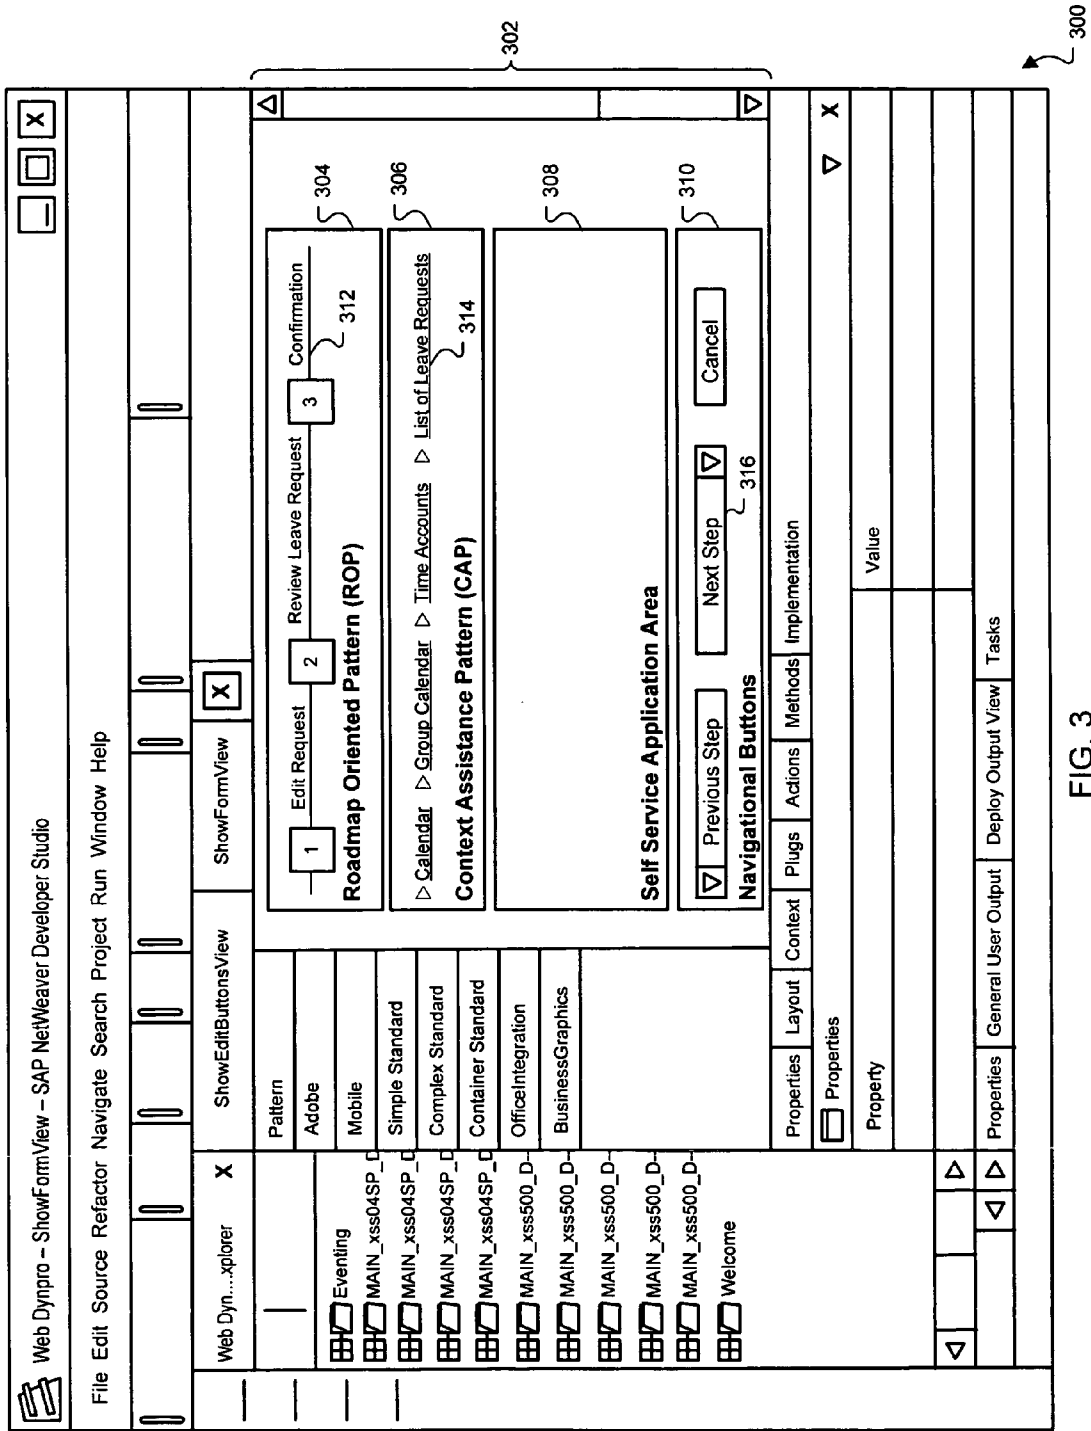 Web Dynpro – ShowFormView – SAP NetWeaver Developer Studio
X
File Edit Source Refactor Navigate Search Project Run Window Help
Web Dyn....xplorer X
ShowEditButtonsView
ShowFormView
X
Eventing
MAIN_xss04SP_D
MAIN_xss04SP_D
MAIN_xss04SP_D
MAIN_xss04SP_D
MAIN_xss500_D-
MAIN_xss500_D-
MAIN_xss500_D-
MAIN_xss500_D-
MAIN_xss500_D-
Welcome
Pattern
Adobe
Mobile
Simple Standard
Complex Standard
Container Standard
OfficeIntegration
BusinessGraphics
1 Edit Request 2 Review Leave Request 3 Confirmation
Roadmap Oriented Pattern (ROP)
312
304
Calendar Group Calendar Time Accounts List of Leave Requests
Context Assistance Pattern (CAP)
314
306
Self Service Application Area
308
Previous Step Next Step Cancel
Navigational Buttons
316
310
302
Properties Layout Context Plugs Actions Methods Implementation
Properties X
Property Value
Properties General User Output Deploy Output View Tasks
300
FIG. 3